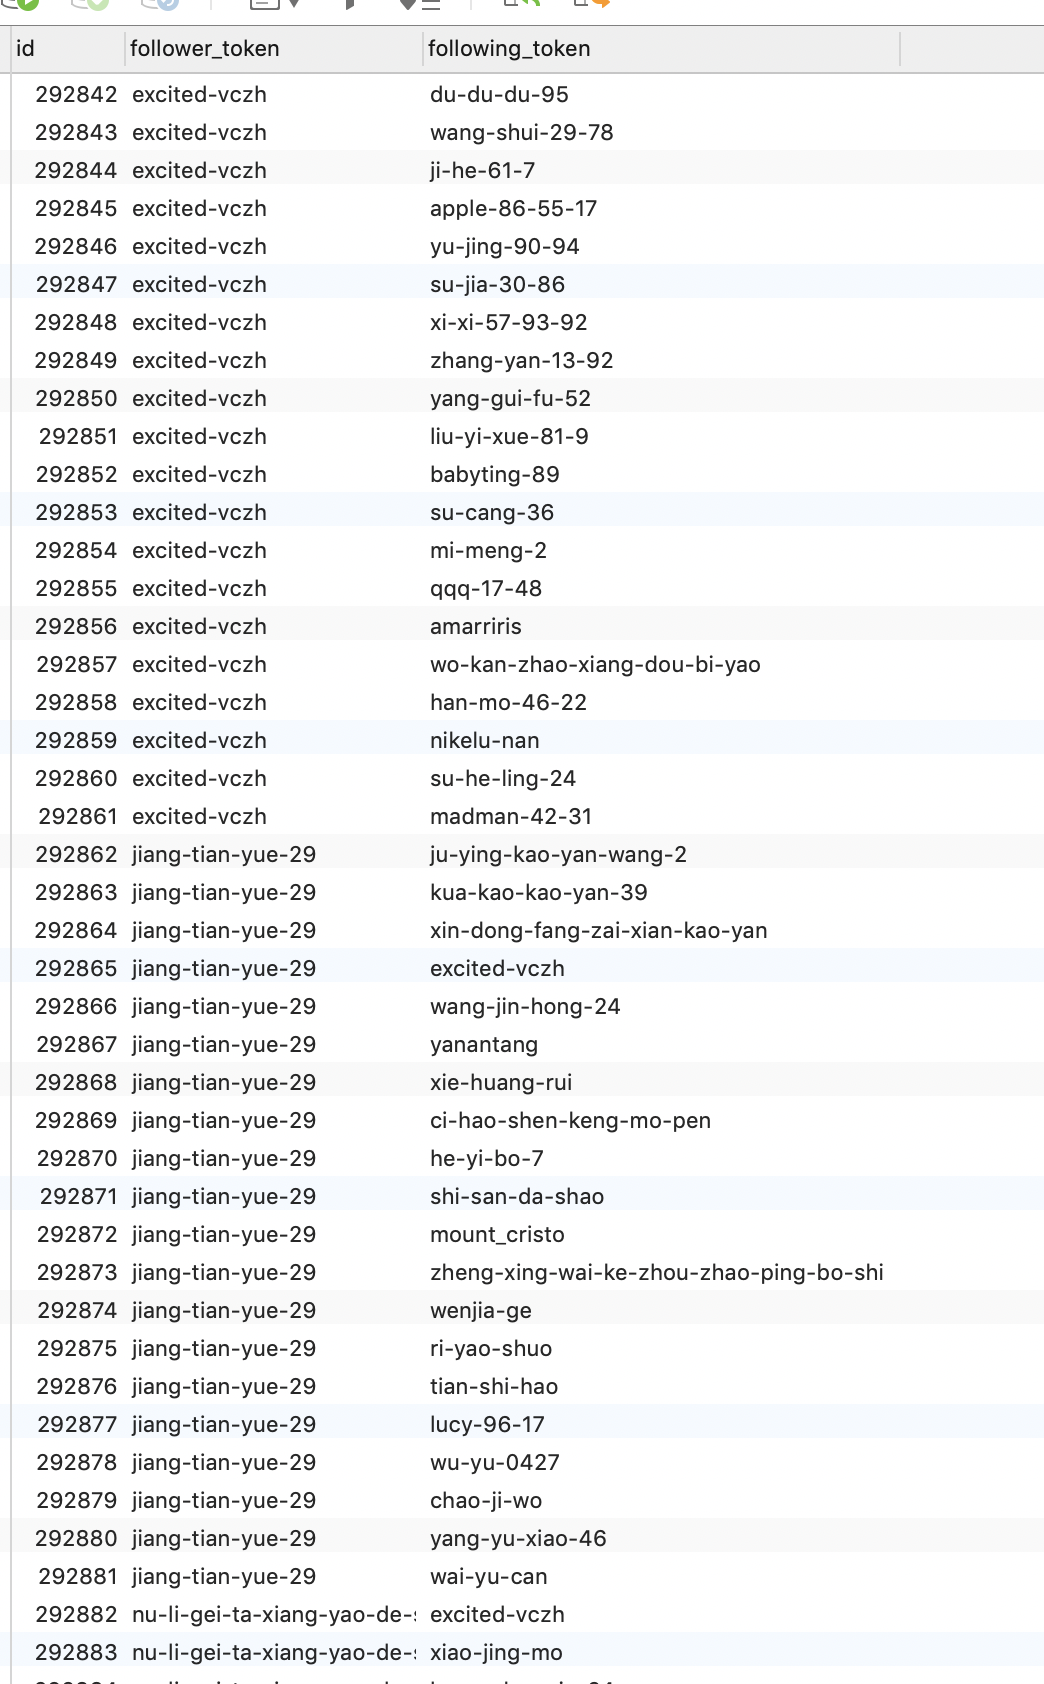 id follower_token following_token
292842 excited-vczh du-du-du-95
292843 excited-vczh wang-shui-29-78
292844 excited-vczh ji-he-61-7
292845 excited-vczh apple-86-55-17
292846 excited-vczh yu-jing-90-94
292847 excited-vczh su-jia-30-86
292848 excited-vczh xi-xi-57-93-92
292849 excited-vczh zhang-yan-13-92
292850 excited-vczh yang-gui-fu-52
292851 excited-vczh liu-yi-xue-81-9
292852 excited-vczh babyting-89
292853 excited-vczh su-cang-36
292854 excited-vczh mi-meng-2
292855 excited-vczh qqq-17-48
292856 excited-vczh amarriris
292857 excited-vczh wo-kan-zhao-xiang-dou-bi-yao
292858 excited-vczh han-mo-46-22
292859 excited-vczh nikelu-nan
292860 excited-vczh su-he-ling-24
292861 excited-vczh madman-42-31
292862 jiang-tian-yue-29 ju-ying-kao-yan-wang-2
292863 jiang-tian-yue-29 kua-kao-kao-yan-39
292864 jiang-tian-yue-29 xin-dong-fang-zai-xian-kao-yan
292865 jiang-tian-yue-29 excited-vczh
292866 jiang-tian-yue-29 wang-jin-hong-24
292867 jiang-tian-yue-29 yanantang
292868 jiang-tian-yue-29 xie-huang-rui
292869 jiang-tian-yue-29 ci-hao-shen-keng-mo-pen
292870 jiang-tian-yue-29 he-yi-bo-7
292871 jiang-tian-yue-29 shi-san-da-shao
292872 jiang-tian-yue-29 mount_cristo
292873 jiang-tian-yue-29 zheng-xing-wai-ke-zhou-zhao-ping-bo-shi
292874 jiang-tian-yue-29 wenjia-ge
292875 jiang-tian-yue-29 ri-yao-shuo
292876 jiang-tian-yue-29 tian-shi-hao
292877 jiang-tian-yue-29 lucy-96-17
292878 jiang-tian-yue-29 wu-yu-0427
292879 jiang-tian-yue-29 chao-ji-wo
292880 jiang-tian-yue-29 yang-yu-xiao-46
292881 jiang-tian-yue-29 wai-yu-can
292882 nu-li-gei-ta-xiang-yao-de- excited-vczh
292883 nu-li-gei-ta-xiang-yao-de- xiao-jing-mo